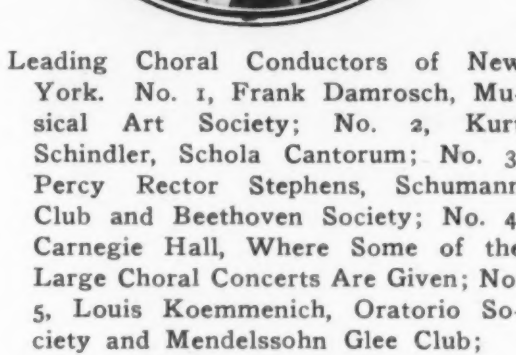 Leading Choral Conductors of New
York. No. 1, Frank Damrosch, Mu-
sical Art Society; No. 2, Kurt
Schindler, Schola Cantorum; No. 3
Percy Rector Stephens, Schumann
Club and Beethoven Society; No. 4
Carnegie Hall, Where Some of the
Large Choral Concerts Are Given; No
5, Louis Koemmenich, Oratorio So-
ciety and Mendelssohn Glee Club;